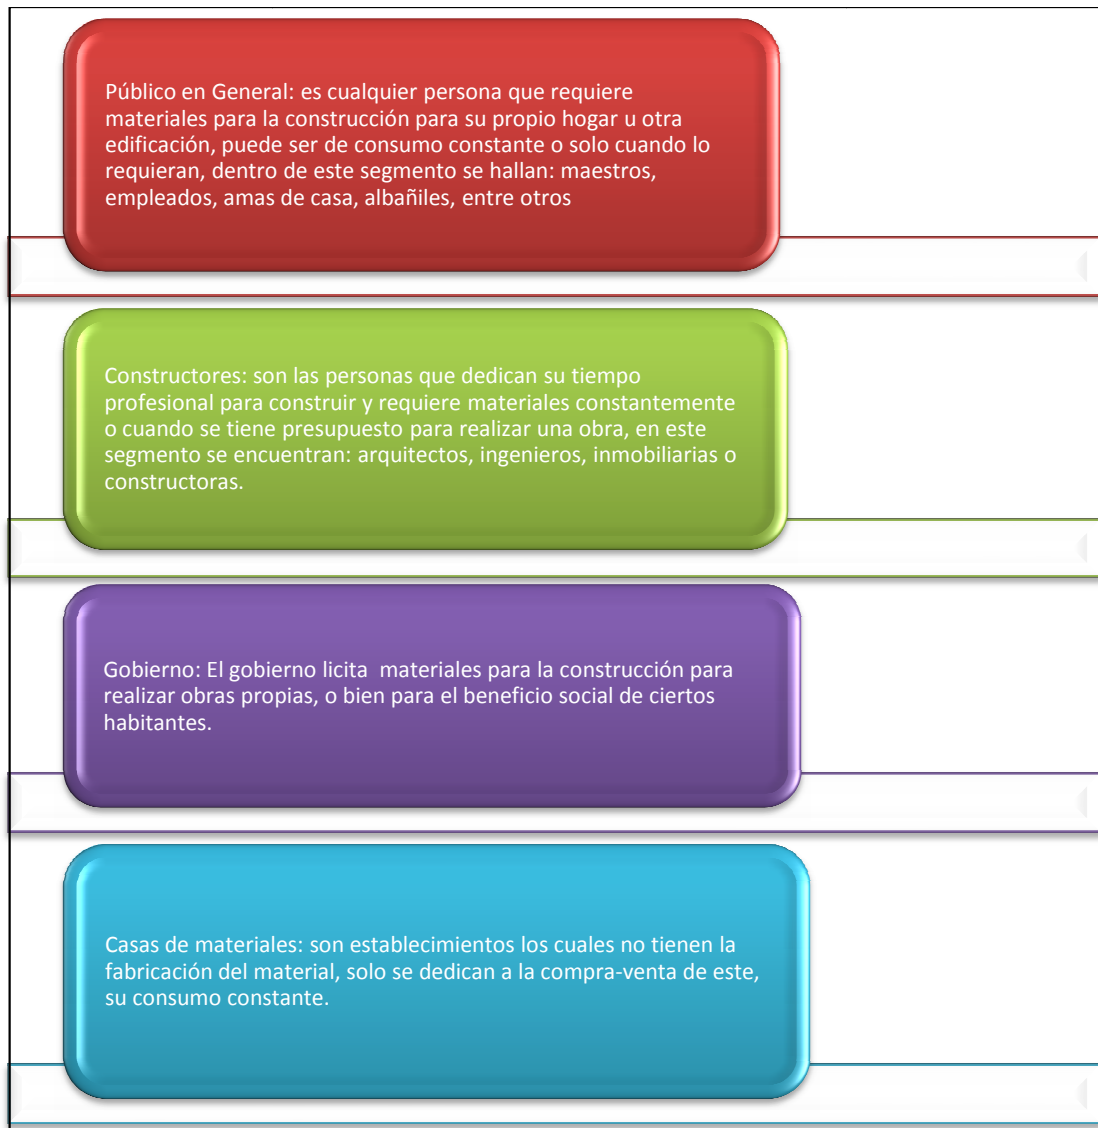 Público en General: es cualquier persona que requiere
materiales para la construcción para su propio hogar u otra
edificación, puede ser de consumo constante o solo cuando lo
requieran, dentro de este segmento se hallan: maestros,
empleados, amas de casa, albañiles, entre otros
Constructores: son las personas que dedican su tiempo
profesional para construir y requiere materiales constantemente
o cuando se tiene presupuesto para realizar una obra, en este
segmento se encuentran: arquitectos, ingenieros, inmobiliarias o
constructoras.
Gobierno: El gobierno licita  materiales para la construcción para
realizar obras propias, o bien para el beneficio social de ciertos
habitantes.
Casas de materiales: son establecimientos los cuales no tienen la
fabricación del material, solo se dedican a la compra-venta de este,
su consumo constante.